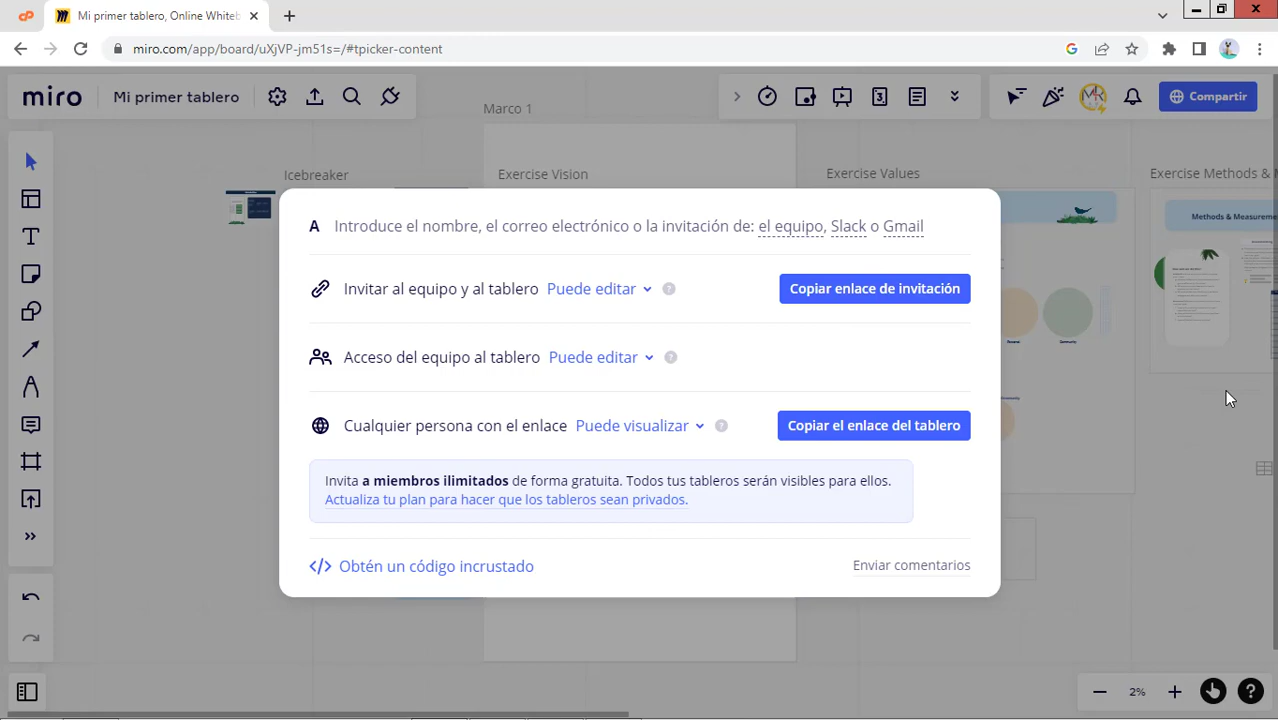 Mi primer tablero, Online Whiteb
miro.com/app/board/uXjVP-jm51s=/#tpicker-content
miro
Mi primer tablero
3
Compartir
Marco 1
Icebreaker
Exercise Vision
Exercise Values
Exercise Methods & M
Methods & Measureme
A Introduce el nombre, el correo electrónico o la invitación de: el equipo, Slack o Gmail
Invitar al equipo y al tablero Puede editar ? Copiar enlace de invitación
Acceso del equipo al tablero Puede editar ?
Cualquier persona con el enlace Puede visualizar ? Copiar el enlace del tablero
Invita a miembros ilimitados de forma gratuita. Todos tus tableros serán visibles para ellos.
Actualiza tu plan para hacer que los tableros sean privados.
</> Obtén un código incrustado
Enviar comentarios
2%
?